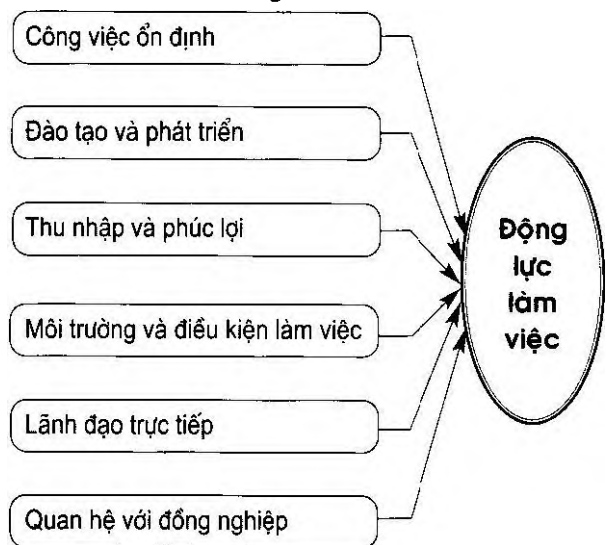 Công việc ổn định
Đào tạo và phát triển
Thu nhập và phúc lợi
Môi trường và điều kiện làm việc
Lãnh đạo trực tiếp
Quan hệ với đồng nghiệp
Động
lực
làm
việc